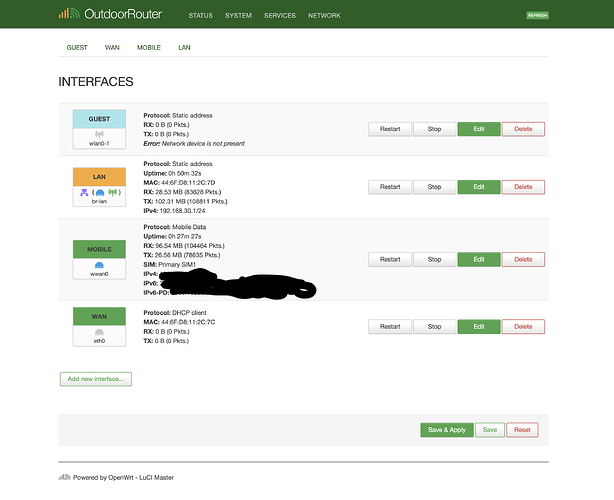 OutdoorRouter STATUS SYSTEM SERVICES NETWORK REFRESH
GUEST WAN MOBILE LAN
INTERFACES
GUEST
wlan0-1
Protocol: Static address
RX: 0 B (0 Pkts.)
TX: 0 B (0 Pkts.)
Error: Network device is not present
Restart Stop Edit Delete
LAN
( )
br-lan
Protocol: Static address
Uptime: 0h 50m 32s
MAC: 44:6F:D8:11:2C:7D
RX: 28.53 MB (83628 Pkts.)
TX: 102.31 MB (108811 Pkts.)
IPv4: 192.168.30.1/24
Restart Stop Edit Delete
MOBILE
wwan0
Protocol: Mobile Data
Uptime: 0h 27m 27s
RX: 96.54 MB (104464 Pkts.)
TX: 26.56 MB (78635 Pkts.)
SIM: Primary SIM1
IPv4:
IPv6:
IPv6-PD:
Restart Stop Edit Delete
WAN
eth0
Protocol: DHCP client
MAC: 44:6F:D8:11:2C:7C
RX: 0 B (0 Pkts.)
TX: 0 B (0 Pkts.)
Restart Stop Edit Delete
Add new interface...
Save & Apply Save Reset
Powered by OpenWrt - LuCI Master